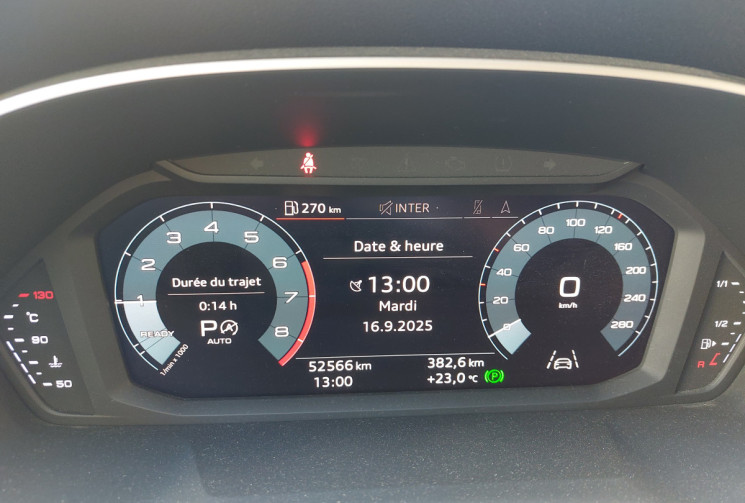 270 km
INTER
Date & heure
13:00
Mardi
16.9.2025
Durée du trajet
0:14 h
P
AUTO
READY
1 2 3 4 5 6 7 8
1/min x 1000
52566 km
13:00
382,6 km
+23,0 °C
(P)
0 20 40 60 80 100 120 160 200 240 280
0
km/h
130
°C
90
50
1/1
1/2
R